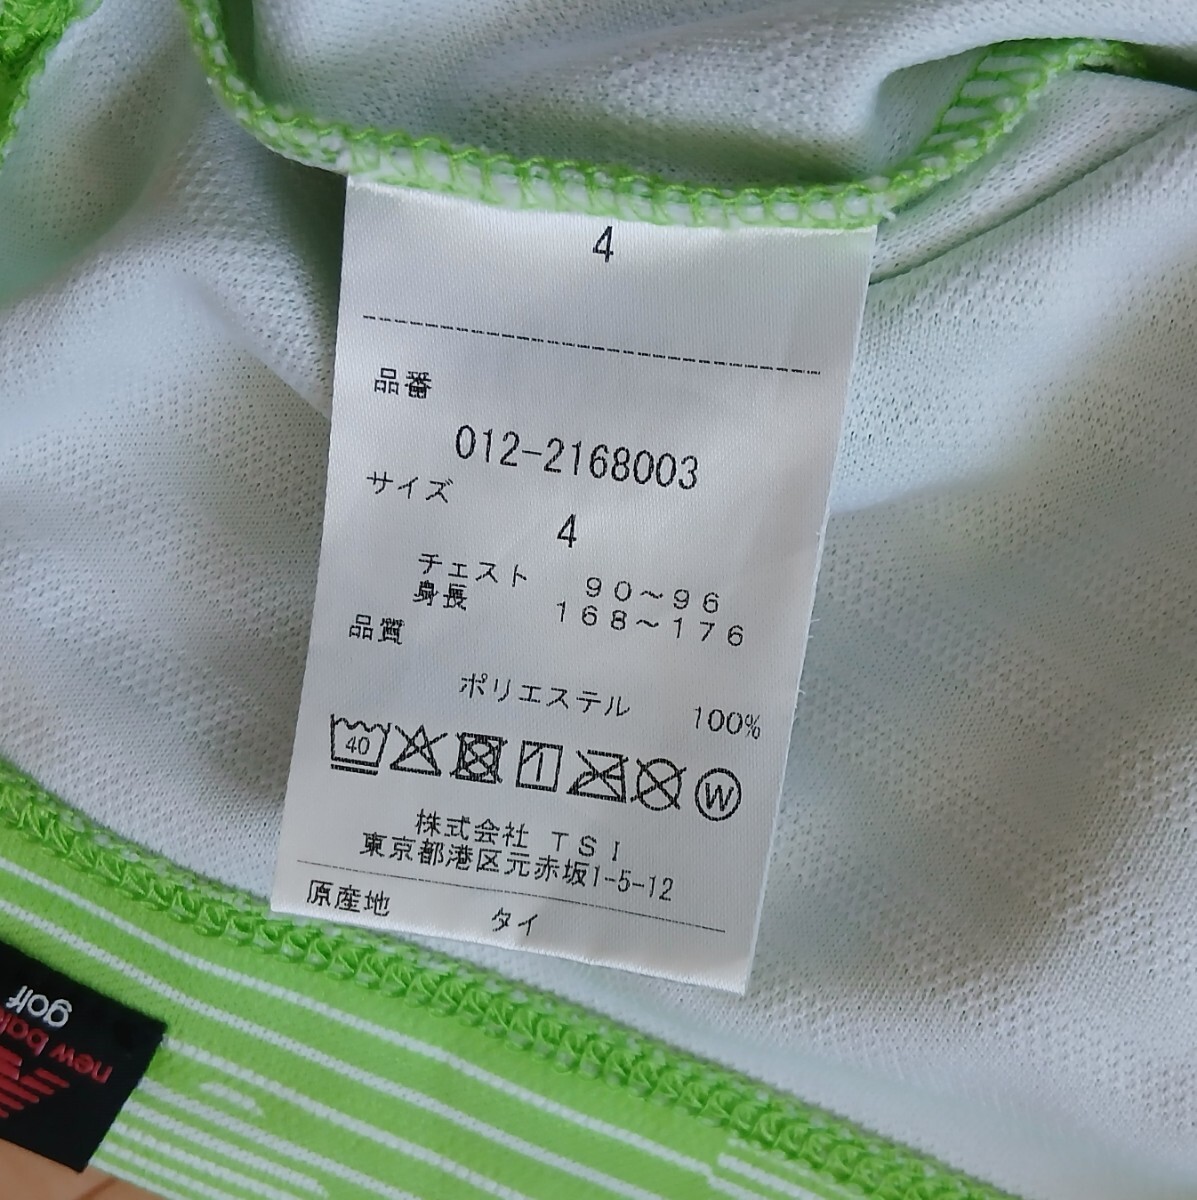 4
品番
012-2168003
サイズ
4
チェスト 90～96
身長 168～176
品質
ポリエステル 100%
40
W
株式会社 TSI
東京都港区元赤坂1-5-12
原産地 タイ
new
golf